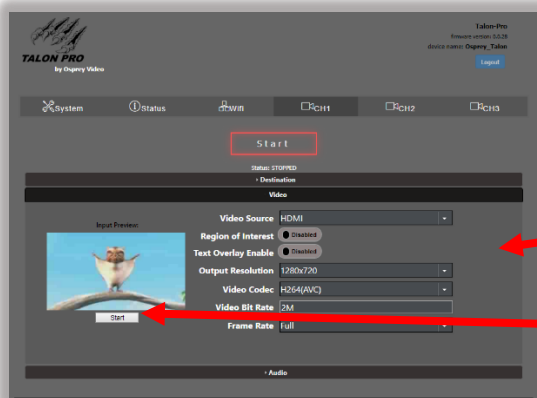 Talon-Pro
firmware version: 5.0.28
device name: Osprey_Talon
Logout
TALON PRO
by Osprey Video
System
Status
Wifi
CH1
CH2
CH3
Start
Status: STOPPED
› Destination
Video
Input Preview:
Start
Video Source HDMI
Region of Interest Disabled
Text Overlay Enable Disabled
Output Resolution 1280x720
Video Codec H264(AVC)
Video Bit Rate 2M
Frame Rate Full
› Audio